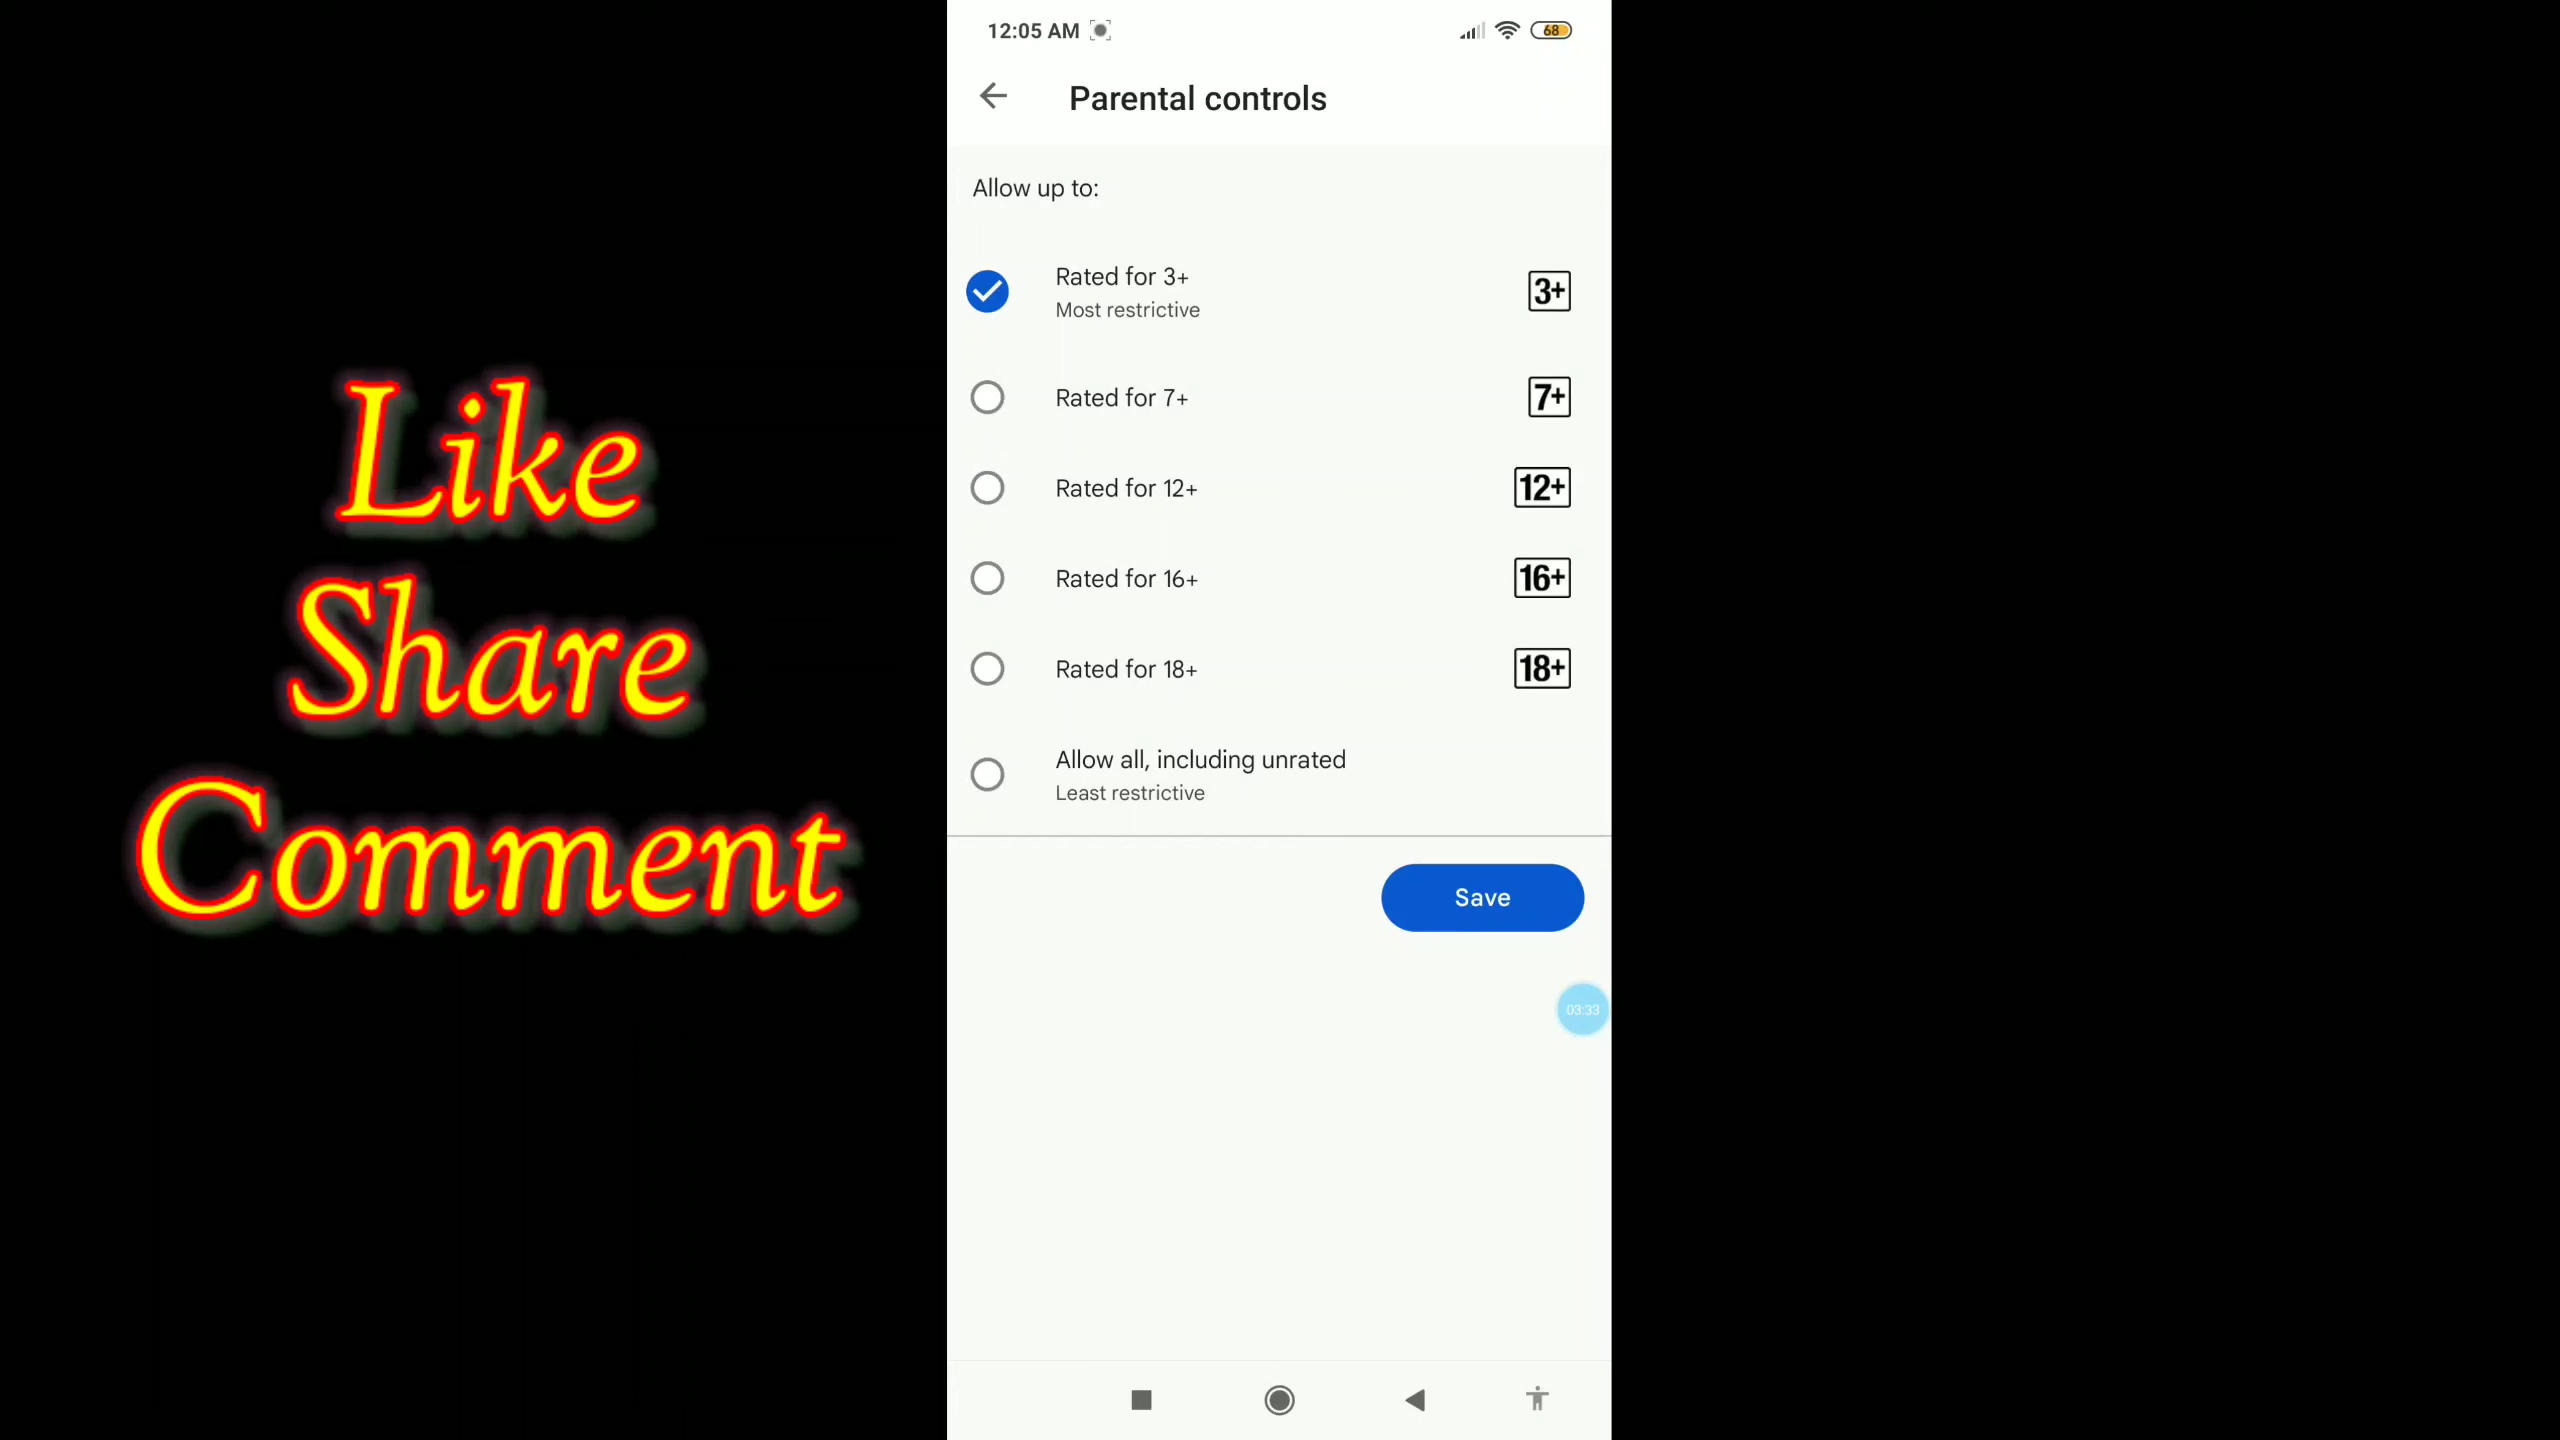 Like
Share
Comment
12:05 AM
68
Parental controls
Allow up to:
Rated for 3+
Most restrictive
3+
Rated for 7+
7+
Rated for 12+
12+
Rated for 16+
16+
Rated for 18+
18+
Allow all, including unrated
Least restrictive
Save
03:33